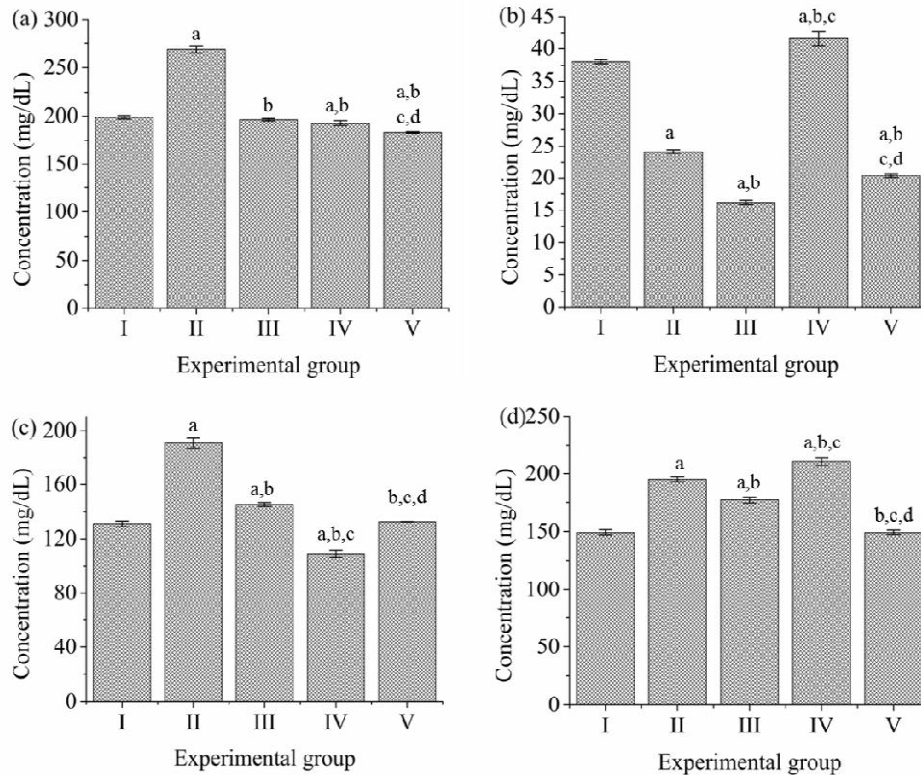 (a)
300
250
200
150
100
50
0
Concentration (mg/dL)
a
b
a,b
a,b
c,d
I II III IV V
Experimental group
(b)
45
40
35
30
25
20
15
10
5
0
Concentration (mg/dL)
a
a,b
a,b,c
a,b
c,d
I II III IV V
Experimental group
(c)
200
160
120
80
40
0
Concentration (mg/dL)
a
a,b
a,b,c
b,c,d
I II III IV V
Experimental group
(d)
250
200
150
100
50
0
Concentration (mg/dL)
a
a,b
a,b,c
b,c,d
I II III IV V
Experimental group